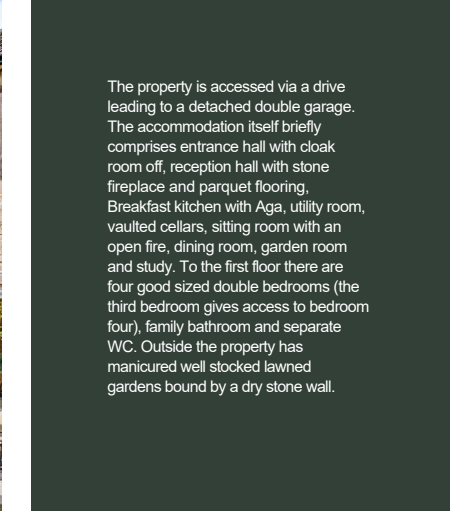 The property is accessed via a drive
leading to a detached double garage.
The accommodation itself briefly
comprises entrance hall with cloak
room off, reception hall with stone
fireplace and parquet flooring,
Breakfast kitchen with Aga, utility room,
vaulted cellars, sitting room with an
open fire, dining room, garden room
and study. To the first floor there are
four good sized double bedrooms (the
third bedroom gives access to bedroom
four), family bathroom and separate
WC. Outside the property has
manicured well stocked lawned
gardens bound by a dry stone wall.